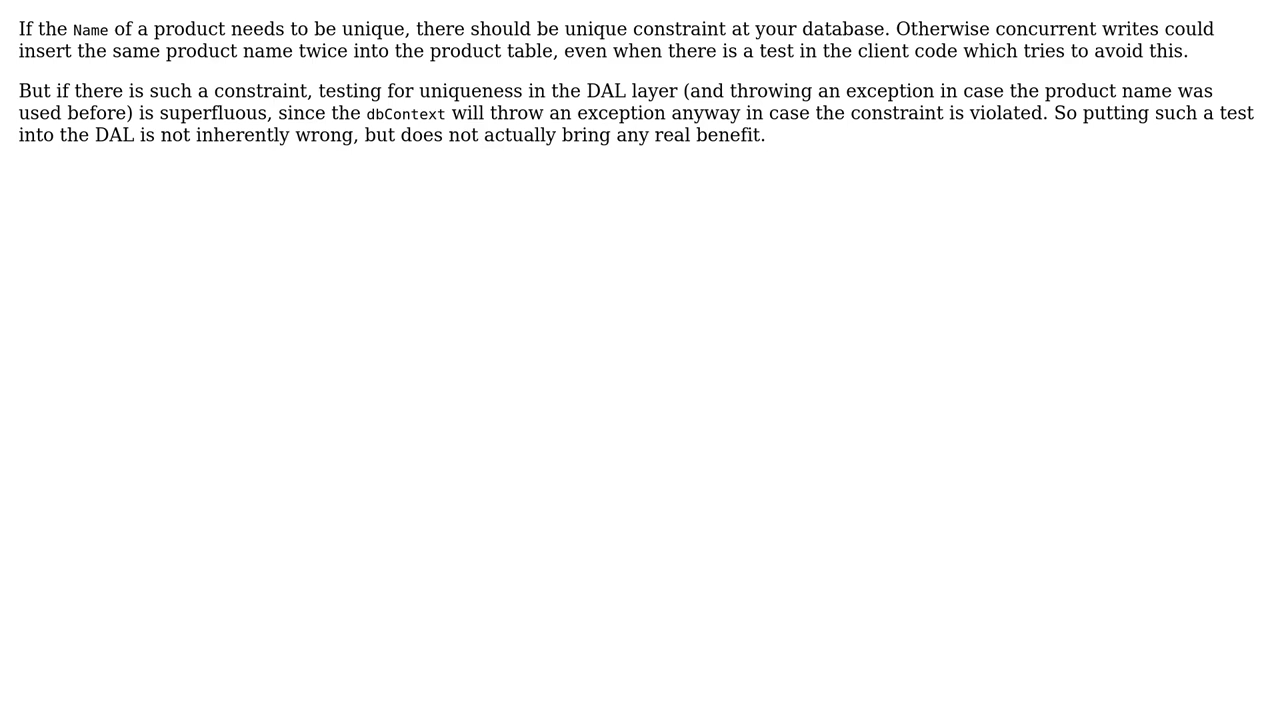 If the Name of a product needs to be unique, there should be unique constraint at your database. Otherwise concurrent writes could
insert the same product name twice into the product table, even when there is a test in the client code which tries to avoid this.
But if there is such a constraint, testing for uniqueness in the DAL layer (and throwing an exception in case the product name was
used before) is superfluous, since the dbContext will throw an exception anyway in case the constraint is violated. So putting such a test
into the DAL is not inherently wrong, but does not actually bring any real benefit.